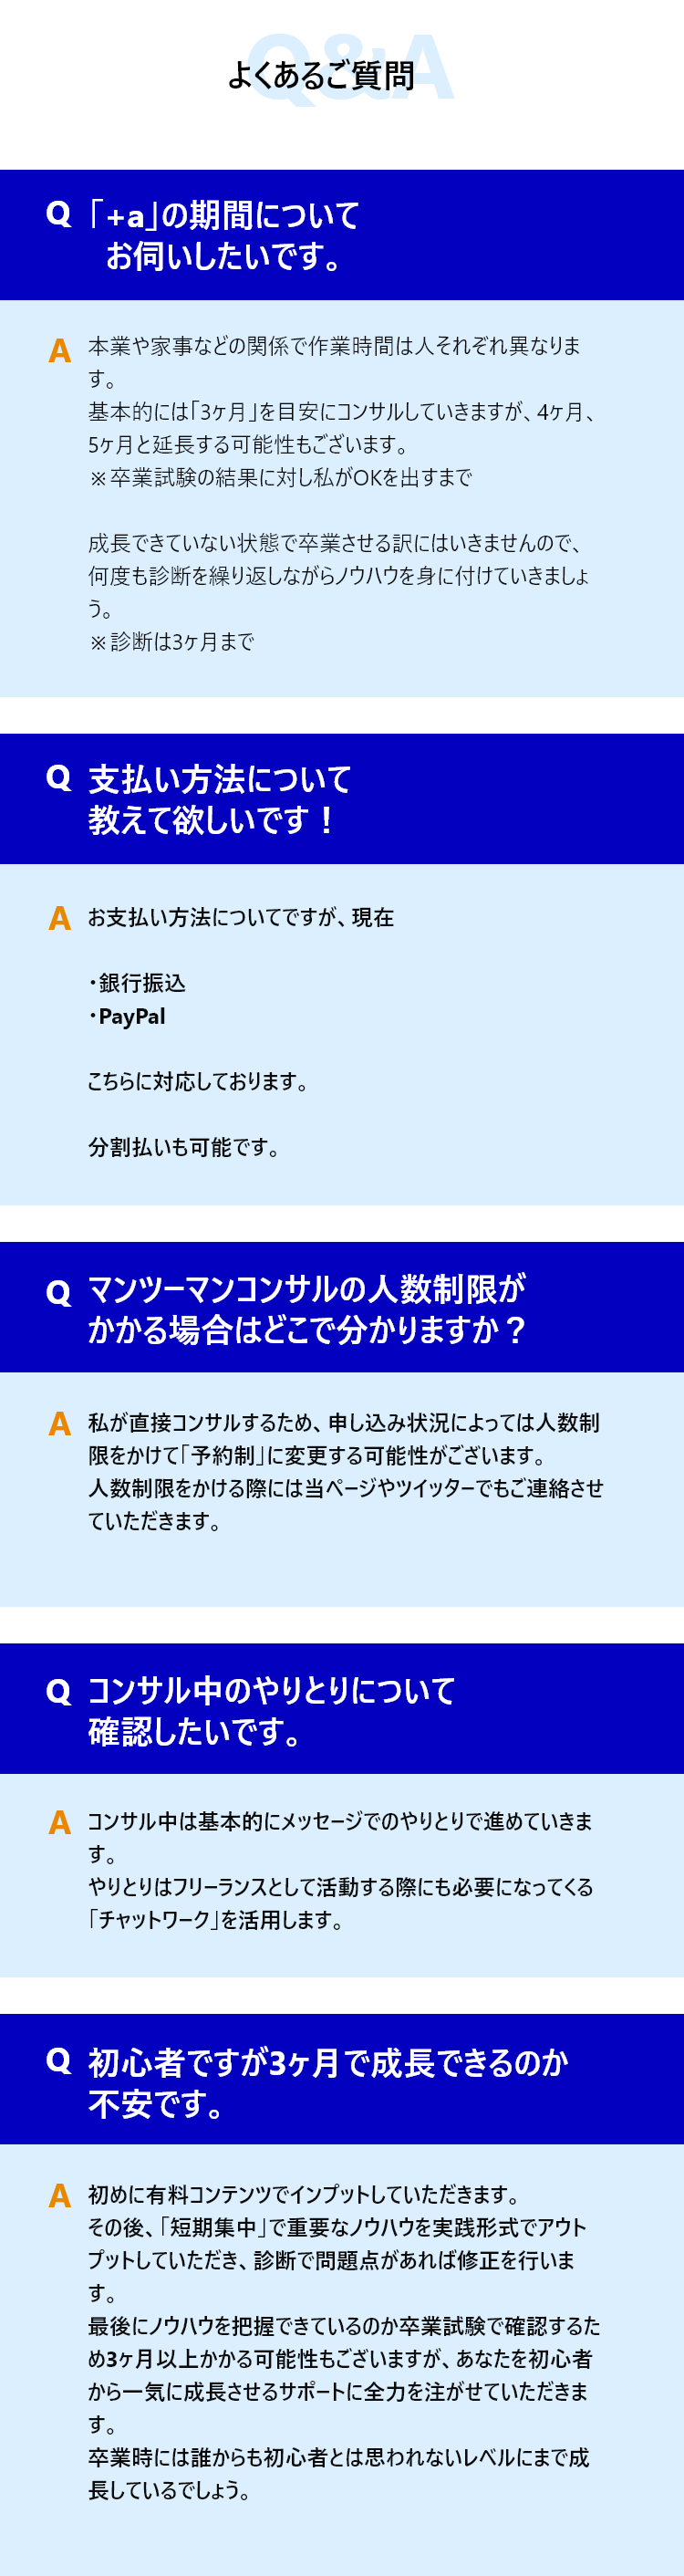 Q&A
よくあるご質問
Q 「+a」の期間について
お伺いしたいです。
A 本業や家事などの関係で作業時間は人それぞれ異なりま
す。
基本的には「3ヶ月」を目安にコンサルしていきますが、4ヶ月、
5ヶ月と延長する可能性もございます。
※卒業試験の結果に対し私がOKを出すまで
成長できていない状態で卒業させる訳にはいきませんので、
何度も診断を繰り返しながらノウハウを身に付けていきましょ
う。
※診断は3ヶ月まで
Q 支払い方法について
教えて欲しいです！
A お支払い方法についてですが、現在
・銀行振込
・PayPal
こちらに対応しております。
分割払いも可能です。
Q マンツーマンコンサルの人数制限が
かかる場合はどこで分かりますか？
A 私が直接コンサルするため、申し込み状況によっては人数制
限をかけて「予約制」に変更する可能性がございます。
人数制限をかける際には当ページやツイッターでもご連絡させ
ていただきます。
Q コンサル中のやりとりについて
確認したいです。
A コンサル中は基本的にメッセージでのやりとりで進めていきま
す。
やりとりはフリーランスとして活動する際にも必要になってくる
「チャットワーク」を活用します。
Q 初心者ですが3ヶ月で成長できるのか
不安です。
A 初めに有料コンテンツでインプットしていただきます。
その後、「短期集中」で重要なノウハウを実践形式でアウト
プットしていただき、診断で問題点があれば修正を行いま
す。
最後にノウハウを把握できているのか卒業試験で確認するた
め3ヶ月以上かかる可能性もございますが、あなたを初心者
から一気に成長させるサポートに全力を注がせていただきま
す。
卒業時には誰からも初心者とは思われないレベルにまで成
長しているでしょう。